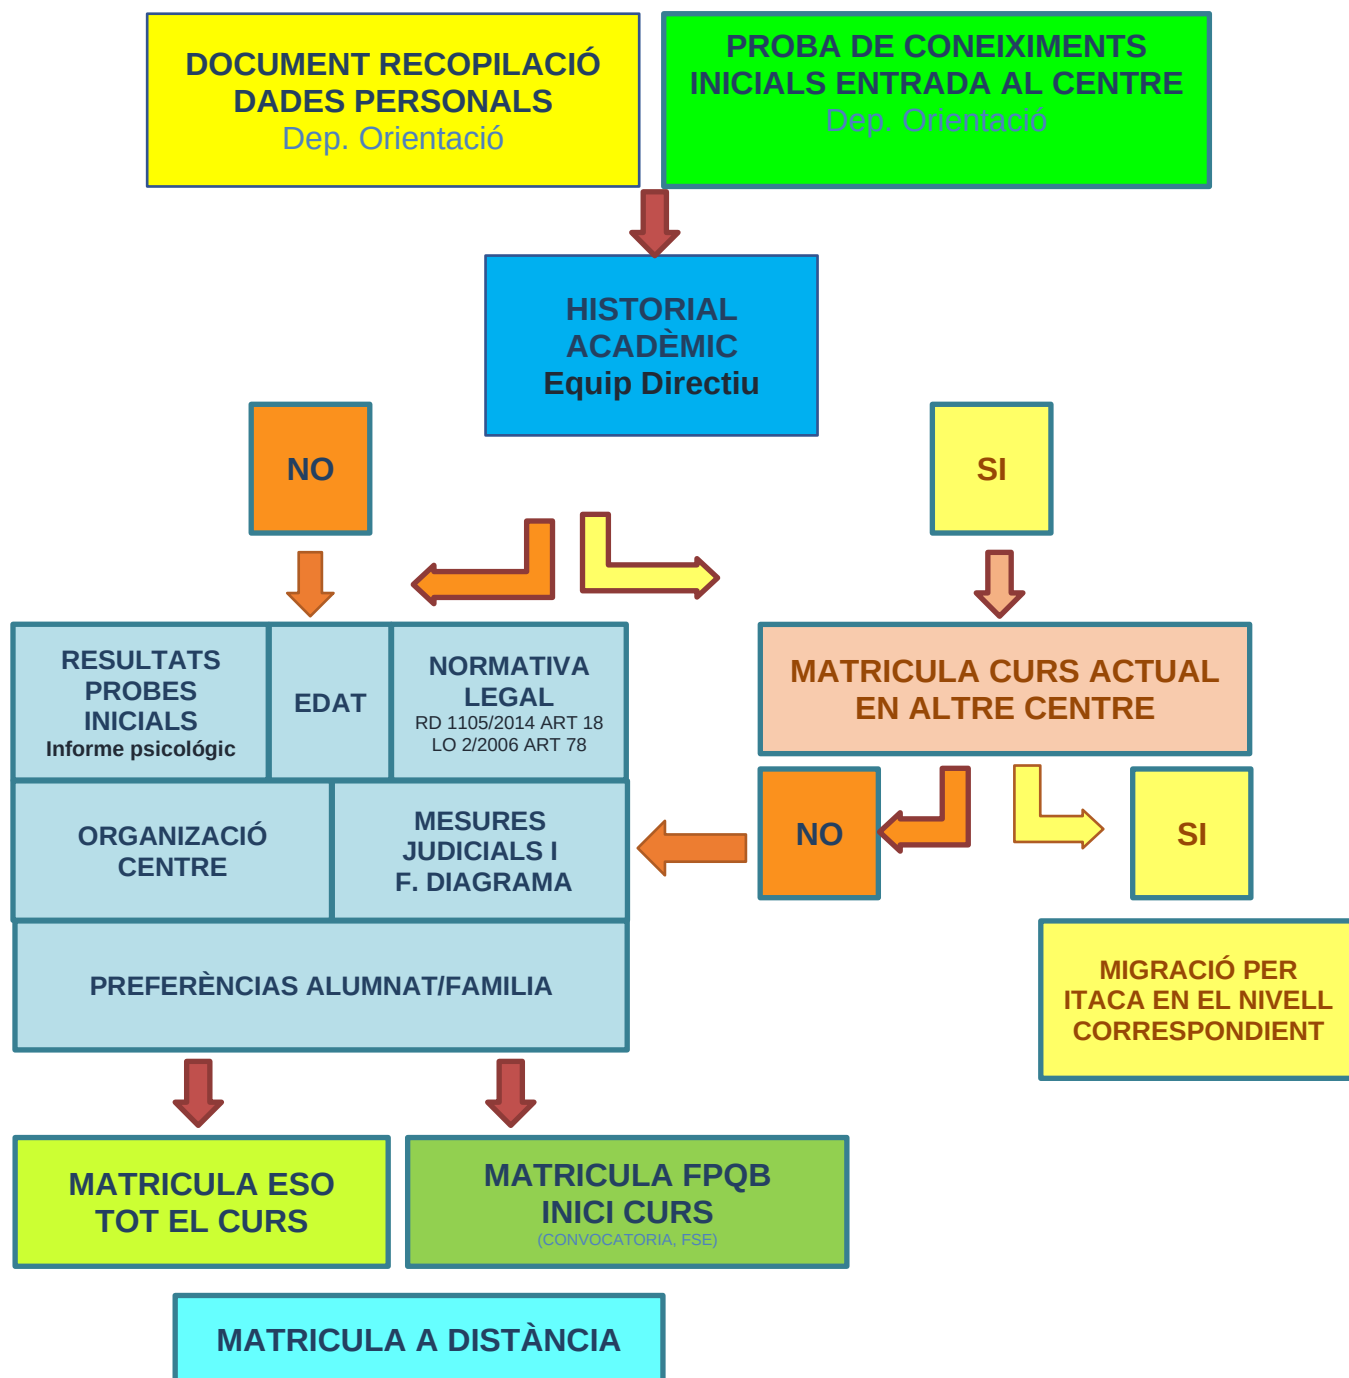 DOCUMENT RECOPILACIÓ
DADES PERSONALS
Dep. Orientació
PROBA DE CONEIXIMENTS
INICIALS ENTRADA AL CENTRE
Dep. Orientació
HISTORIAL
ACADÈMIC
Equip Directiu
NO
SI
RESULTATS
PROBES
INICIALS
Informe psicològic
EDAT
NORMATIVA
LEGAL
RD 1105/2014 ART 18
LO 2/2006 ART 78
MATRICULA CURS ACTUAL
EN ALTRE CENTRE
ORGANIZACIÓ
CENTRE
MESURES
JUDICIALS I
F. DIAGRAMA
NO
SI
PREFERÈNCIAS ALUMNAT/FAMILIA
MIGRACIÓ PER
ITACA EN EL NIVELL
CORRESPONDIENT
MATRICULA ESO
TOT EL CURS
MATRICULA FPQB
INICI CURS
(CONVOCATORIA, FSE)
MATRICULA A DISTÀNCIA